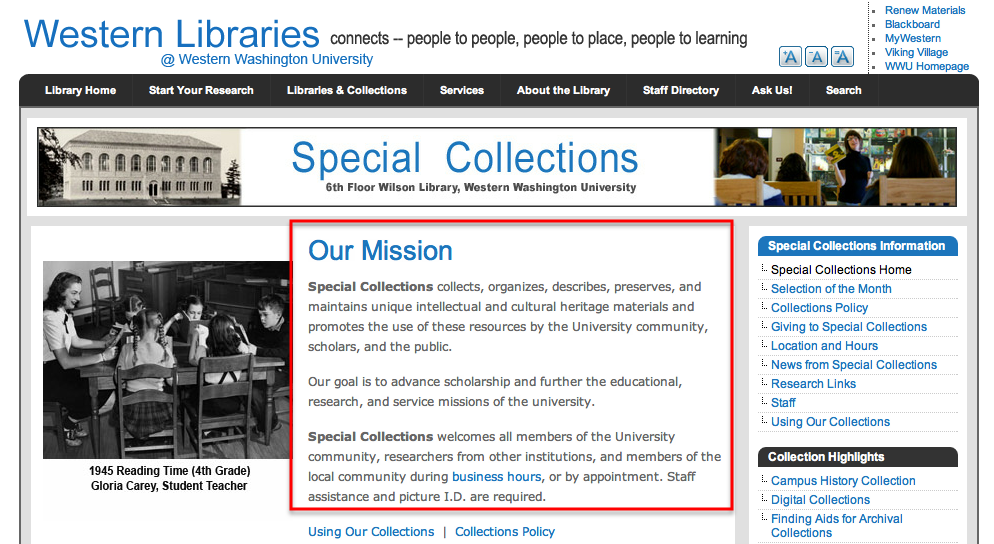 Western Libraries connects -- people to people, people to place, people to learning
@ Western Washington University
Renew Materials
Blackboard
MyWestern
Viking Village
WWU Homepage
+A -A =A
Library Home Start Your Research Libraries & Collections Services About the Library Staff Directory Ask Us! Search
Special Collections
6th Floor Wilson Library, Western Washington University
1945 Reading Time (4th Grade)
Gloria Carey, Student Teacher
Our Mission
Special Collections collects, organizes, describes, preserves, and
maintains unique intellectual and cultural heritage materials and
promotes the use of these resources by the University community,
scholars, and the public.
Our goal is to advance scholarship and further the educational,
research, and service missions of the university.
Special Collections welcomes all members of the University
community, researchers from other institutions, and members of the
local community during business hours, or by appointment. Staff
assistance and picture I.D. are required.
Using Our Collections | Collections Policy
Special Collections Information
Special Collections Home
Selection of the Month
Collections Policy
Giving to Special Collections
Location and Hours
News from Special Collections
Research Links
Staff
Using Our Collections
Collection Highlights
Campus History Collection
Digital Collections
Finding Aids for Archival
Collections